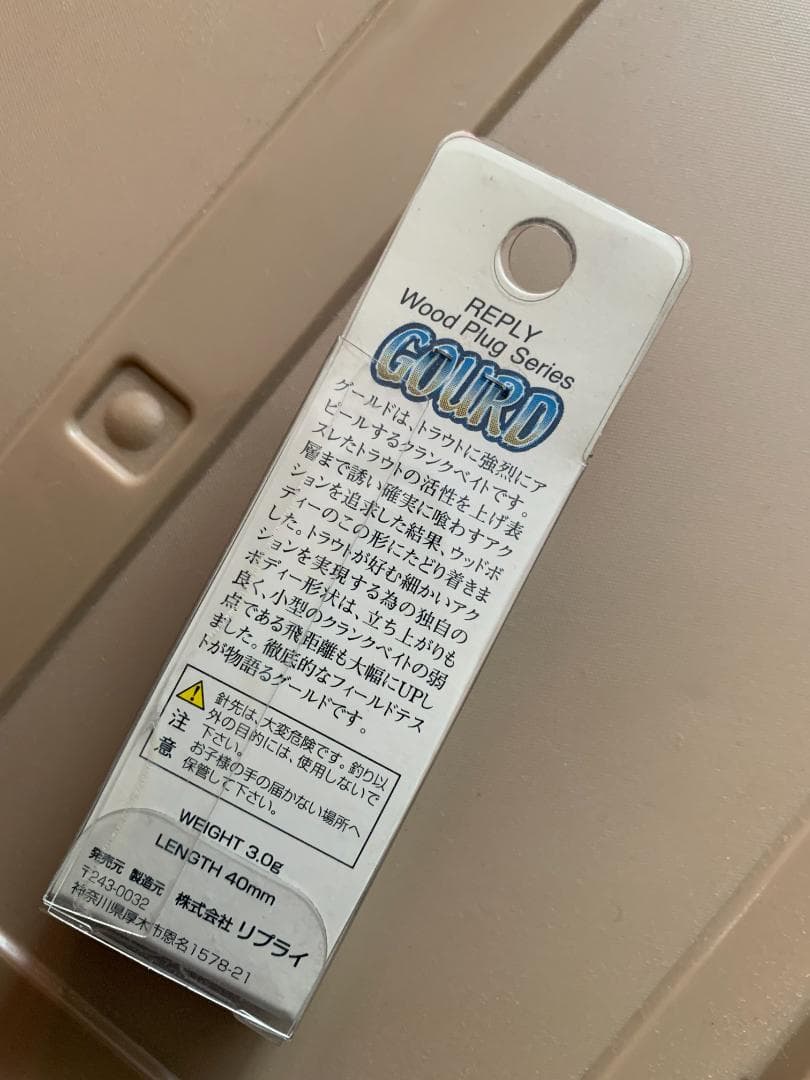 REPLY
Wood Plug Series
GOURD
グールドは、トラウトに強烈にア
ピールするクランクベイトです。
スレたトラウトの活性を上げ表
層まで誘い確実に喰わすアク
ションを追求した結果、ウッドボ
ディーのこの形にたどり着きま
した。トラウトが好む細かいアク
ションを実現する為の独自の
ボディー形状は、立ち上がりも
良く、小型のクランクベイトの弱
点である飛距離も大幅にUPし
ました。徹底的なフィールドテス
トが物語るグールドです。
注意
針先は、大変危険です。釣り以
外の目的には、使用しないで
下さい。
お子様の手の届かない場所へ
保管して下さい。
WEIGHT 3.0g
LENGTH 40mm
発売元 製造元 株式会社 リプライ
〒243-0032
神奈川県厚木市恩名1578-21